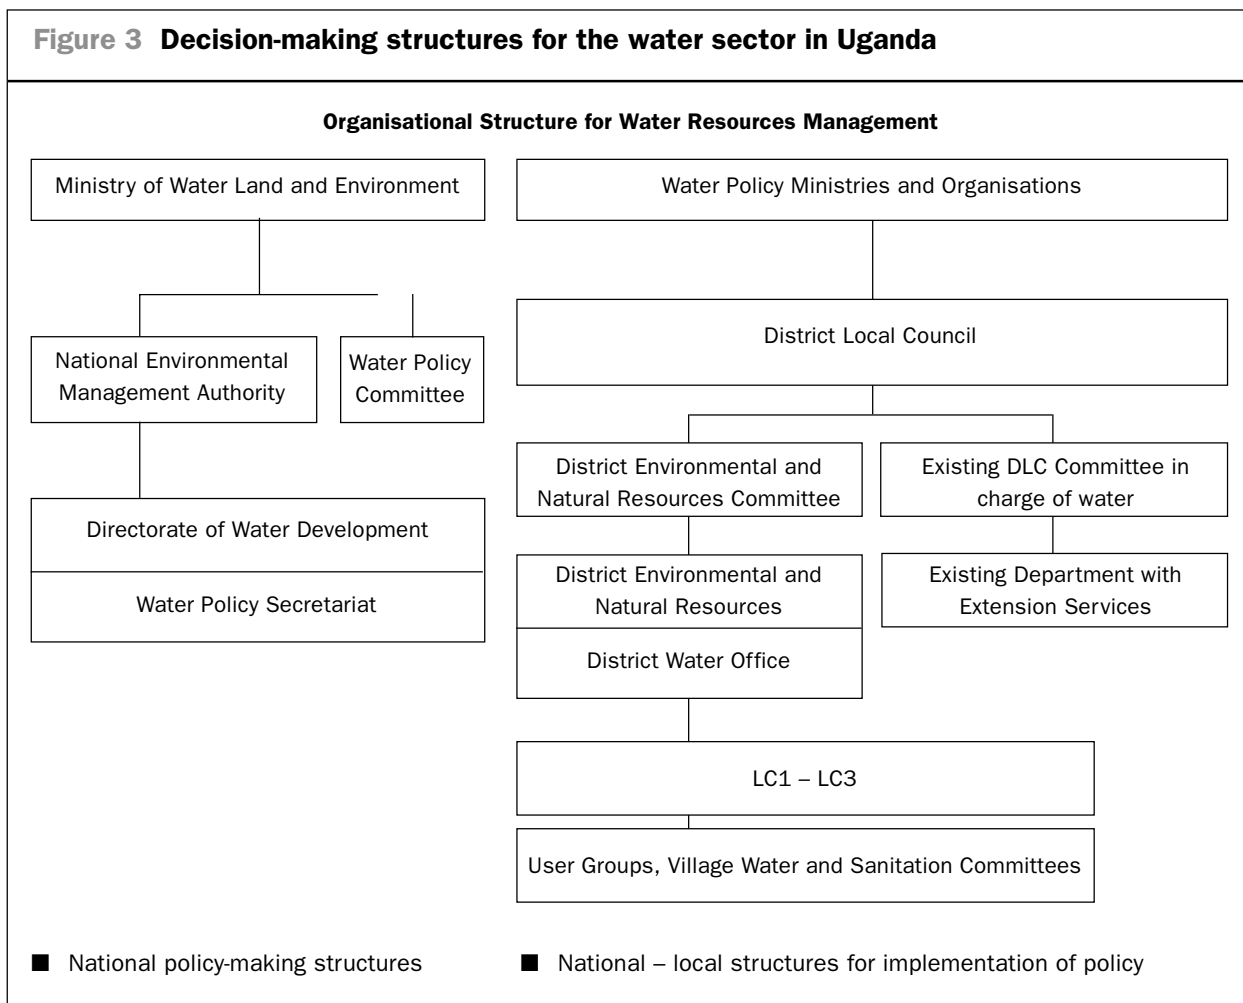 Figure 3 Decision-making structures for the water sector in Uganda
Organisational Structure for Water Resources Management
Ministry of Water Land and Environment
National Environmental
Management Authority
Water Policy
Committee
Directorate of Water Development
Water Policy Secretariat
Water Policy Ministries and Organisations
District Local Council
District Environmental and
Natural Resources Committee
Existing DLC Committee in
charge of water
District Environmental and
Natural Resources
District Water Office
Existing Department with
Extension Services
LC1 – LC3
User Groups, Village Water and Sanitation Committees
■ National policy-making structures
■ National – local structures for implementation of policy